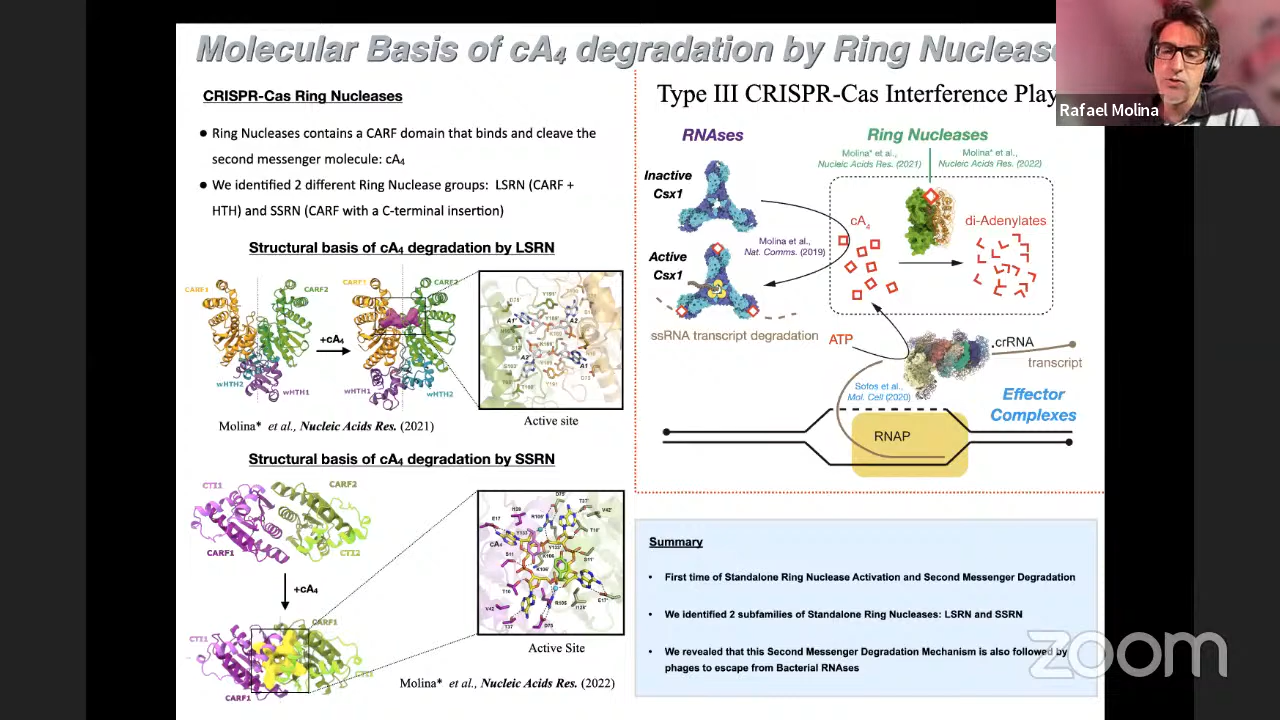 Molecular Basis of cA4 degradation by Ring Nuclease
CRISPR-Cas Ring Nucleases
● Ring Nucleases contains a CARF domain that binds and cleave the
second messenger molecule: cA4
● We identified 2 different Ring Nuclease groups: LSRN (CARF +
HTH) and SSRN (CARF with a C-terminal insertion)
Structural basis of cA4 degradation by LSRN
CARF1
CARF2
wHTH2
wHTH1
+cA4
CARF1
CARF2
wHTH1
wHTH2
Active site
Molina* et al., Nucleic Acids Res. (2021)
Structural basis of cA4 degradation by SSRN
CTI1
CARF2
CARF1
CTI2
+cA4
CTI1
CARF1
CARF1
Active Site
Molina* et al., Nucleic Acids Res. (2022)
Type III CRISPR-Cas Interference Play
RNAses
Ring Nucleases
Molina* et al.,
Nucleic Acids Res. (2021)
Molina* et al.,
Nucleic Acids Res. (2022)
Inactive
Csx1
Active
Csx1
Molina et al.,
Nat. Comms. (2019)
cA4
di-Adenylates
ssRNA transcript degradation
ATP
crRNA
transcript
Sofos et al.,
Mol. Cell (2020)
Effector
Complexes
RNAP
Summary
• First time of Standalone Ring Nuclease Activation and Second Messenger Degradation
• We identified 2 subfamilies of Standalone Ring Nucleases: LSRN and SSRN
• We revealed that this Second Messenger Degradation Mechanism is also followed by
phages to escape from Bacterial RNAses
Rafael Molina
zoom